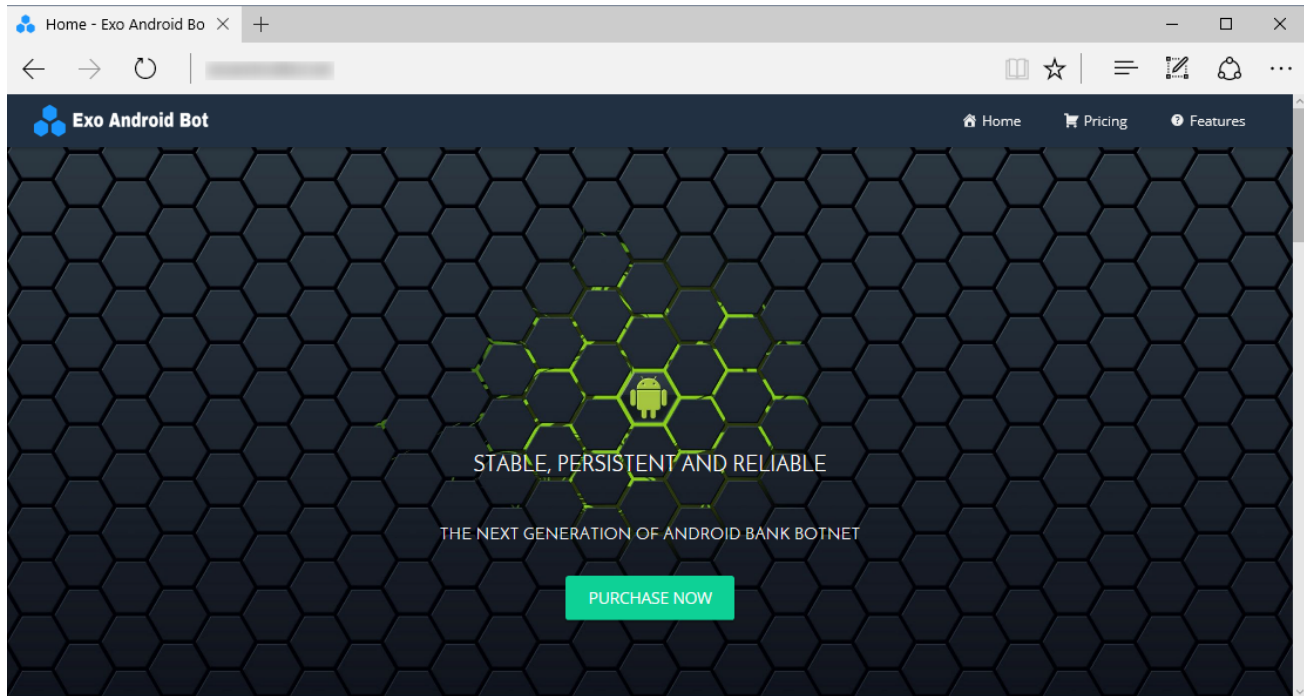 Home - Exo Android Bo
Exo Android Bot
Home
Pricing
Features
STABLE, PERSISTENT AND RELIABLE
THE NEXT GENERATION OF ANDROID BANK BOTNET
PURCHASE NOW